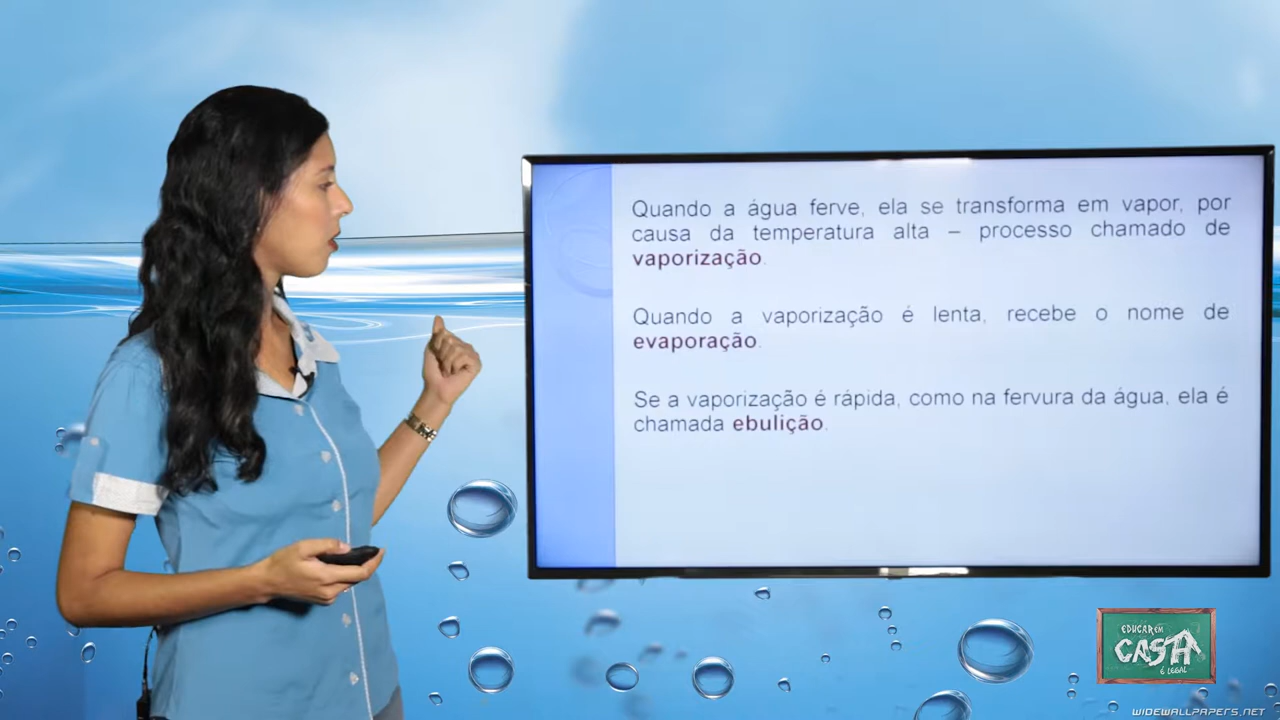 Quando a água ferve, ela se transforma em vapor, por
causa da temperatura alta – processo chamado de
vaporização.
Quando a vaporização é lenta, recebe o nome de
evaporação.
Se a vaporização é rápida, como na fervura da água, ela é
chamada ebulição.
EDUCAR EM
CASA
É LEGAL
WIDEWALLPAPERS.NET